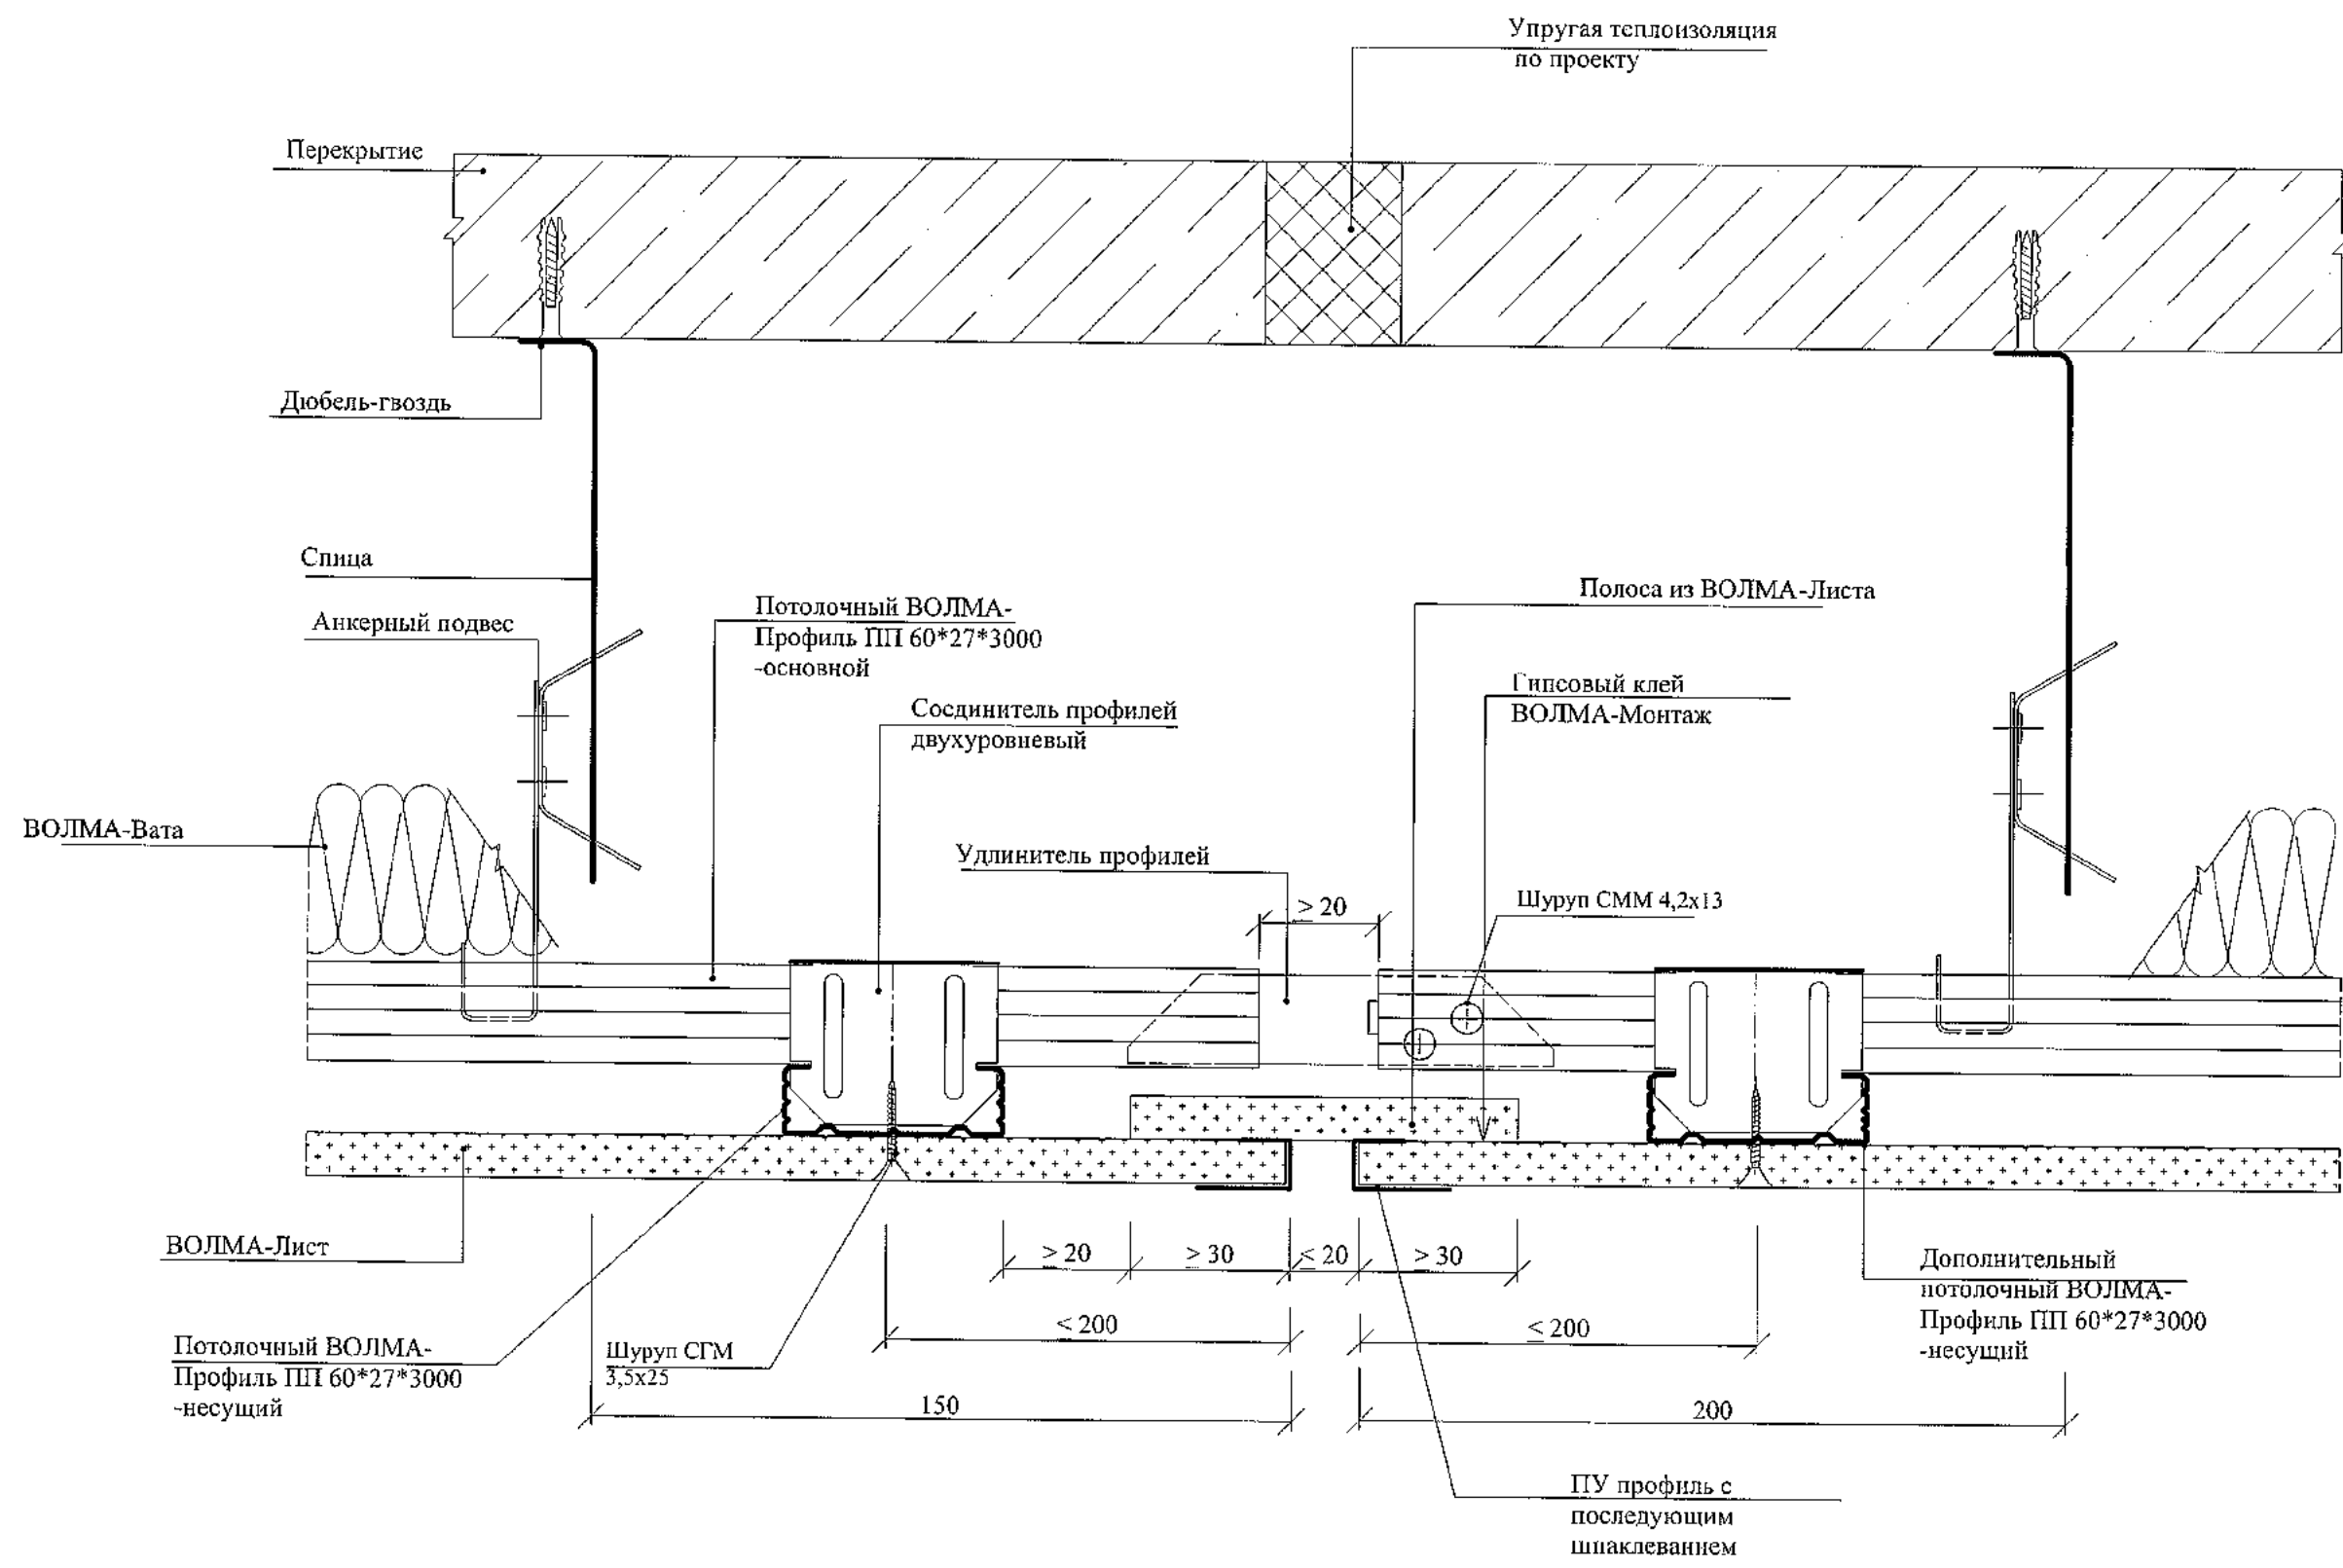 Упругая теплоизоляция
по проекту
Перекрытие
Дюбель-гвоздь
Спица
Анкерный подвес
Потолочный ВОЛМА-
Профиль ПП 60*27*3000
-основной
Полоса из ВОЛМА-Листа
Гипсовый клей
ВОЛМА-Монтаж
Соединитель профилей
двухуровневый
ВОЛМА-Вата
Удлинитель профилей
Шуруп СММ 4,2х13
≥ 20
ВОЛМА-Лист
> 20
≥ 30
≤ 20
≥ 30
Дополнительный
потолочный ВОЛМА-
Профиль ПП 60*27*3000
-несущий
< 200
≤ 200
Потолочный ВОЛМА-
Профиль ПП 60*27*3000
-несущий
Шуруп СГМ
3,5х25
150
200
ПУ профиль с
последующим
шпаклеванием